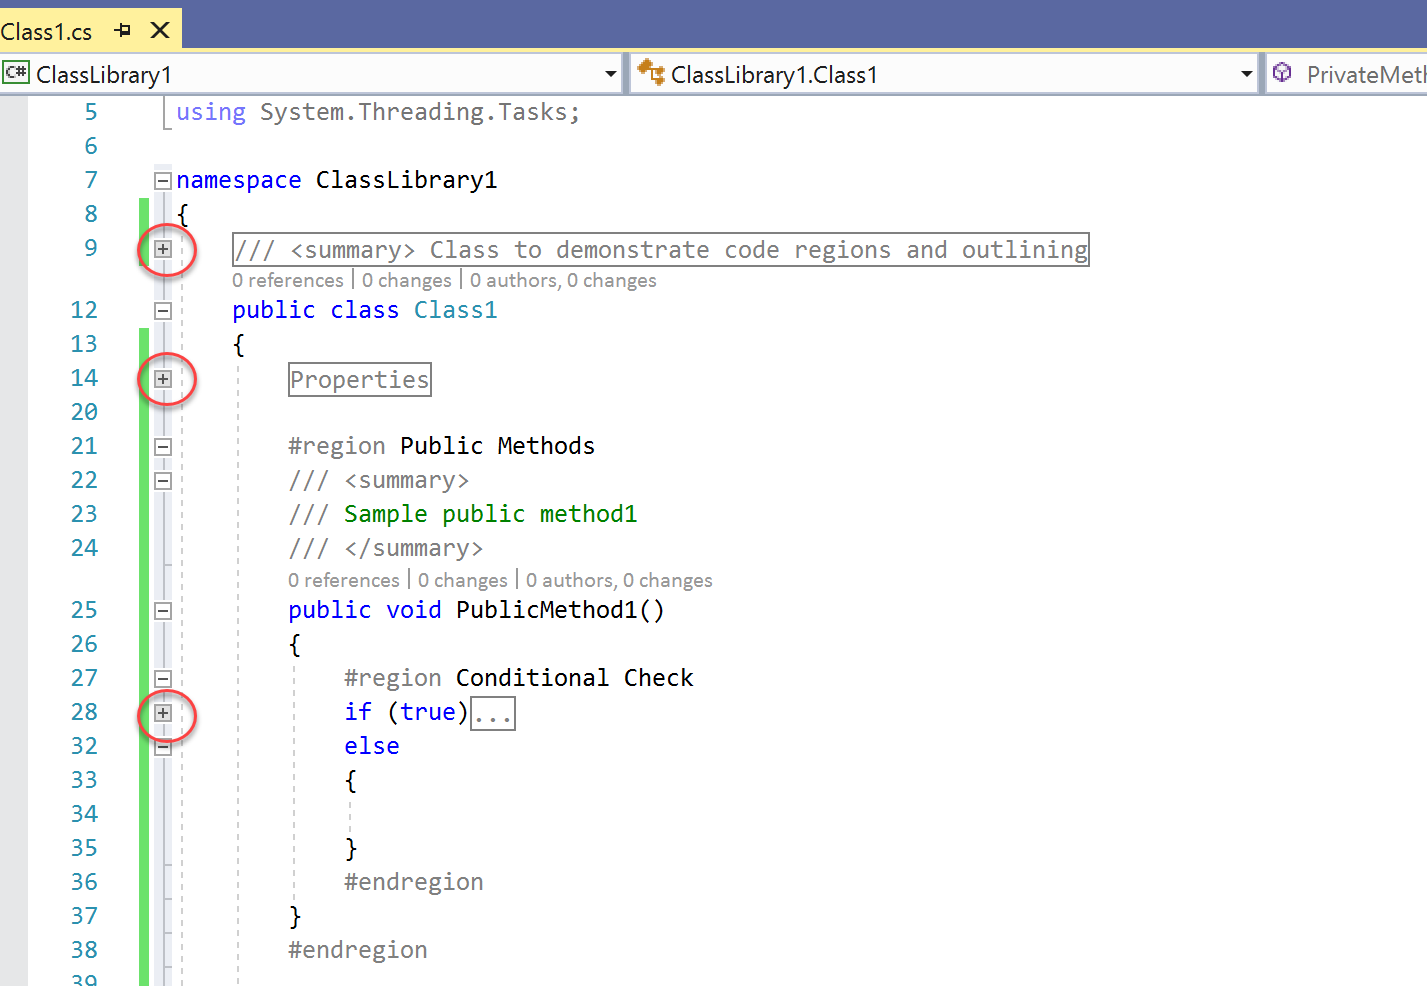 Class1.cs
C# ClassLibrary1 ClassLibrary1.Class1 PrivateMeth
5 using System.Threading.Tasks;
6
7 namespace ClassLibrary1
8 {
9 /// <summary> Class to demonstrate code regions and outlining
0 references | 0 changes | 0 authors, 0 changes
12 public class Class1
13 {
14 Properties
20
21 #region Public Methods
22 /// <summary>
23 /// Sample public method1
24 /// </summary>
0 references | 0 changes | 0 authors, 0 changes
25 public void PublicMethod1()
26 {
27 #region Conditional Check
28 if (true)...
32 else
33 {
34
35 }
36 #endregion
37 }
38 #endregion
39